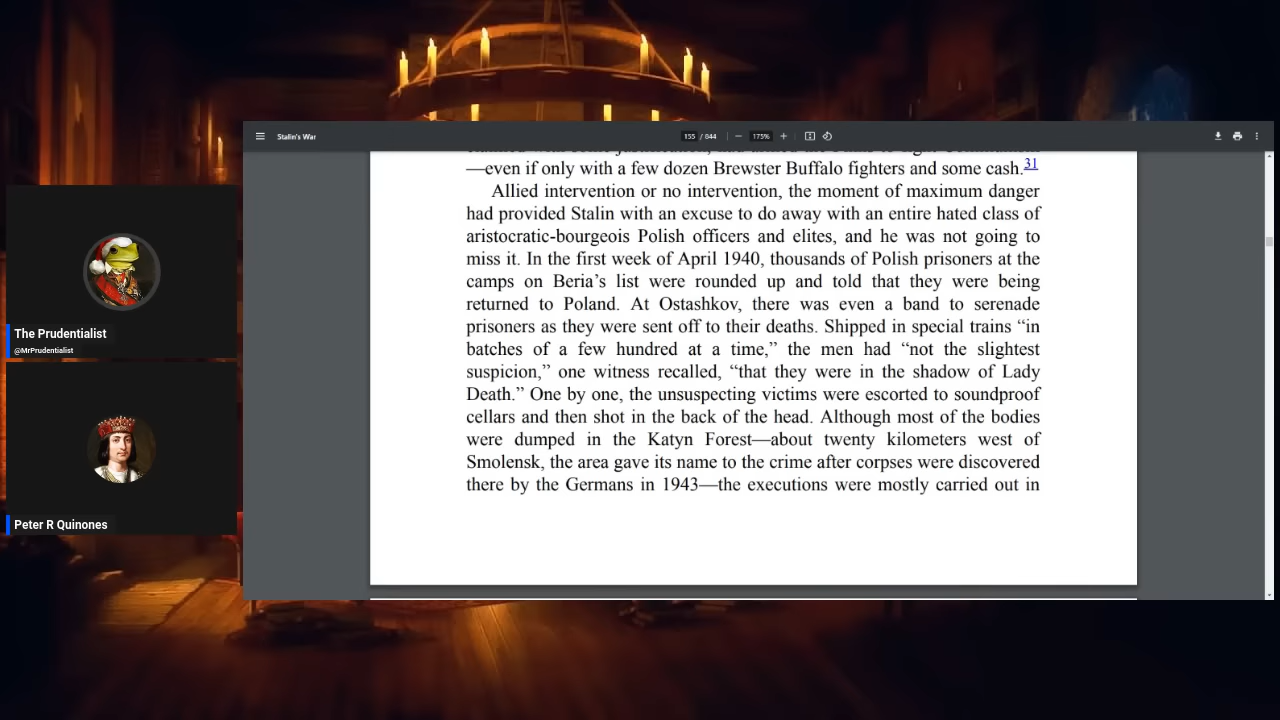 Stalin's War
155 / 844
175%
—even if only with a few dozen Brewster Buffalo fighters and some cash.31
Allied intervention or no intervention, the moment of maximum danger
had provided Stalin with an excuse to do away with an entire hated class of
aristocratic-bourgeois Polish officers and elites, and he was not going to
miss it. In the first week of April 1940, thousands of Polish prisoners at the
camps on Beria’s list were rounded up and told that they were being
returned to Poland. At Ostashkov, there was even a band to serenade
prisoners as they were sent off to their deaths. Shipped in special trains “in
batches of a few hundred at a time,” the men had “not the slightest
suspicion,” one witness recalled, “that they were in the shadow of Lady
Death.” One by one, the unsuspecting victims were escorted to soundproof
cellars and then shot in the back of the head. Although most of the bodies
were dumped in the Katyn Forest—about twenty kilometers west of
Smolensk, the area gave its name to the crime after corpses were discovered
there by the Germans in 1943—the executions were mostly carried out in
The Prudentialist
@MrPrudentialist
Peter R Quinones